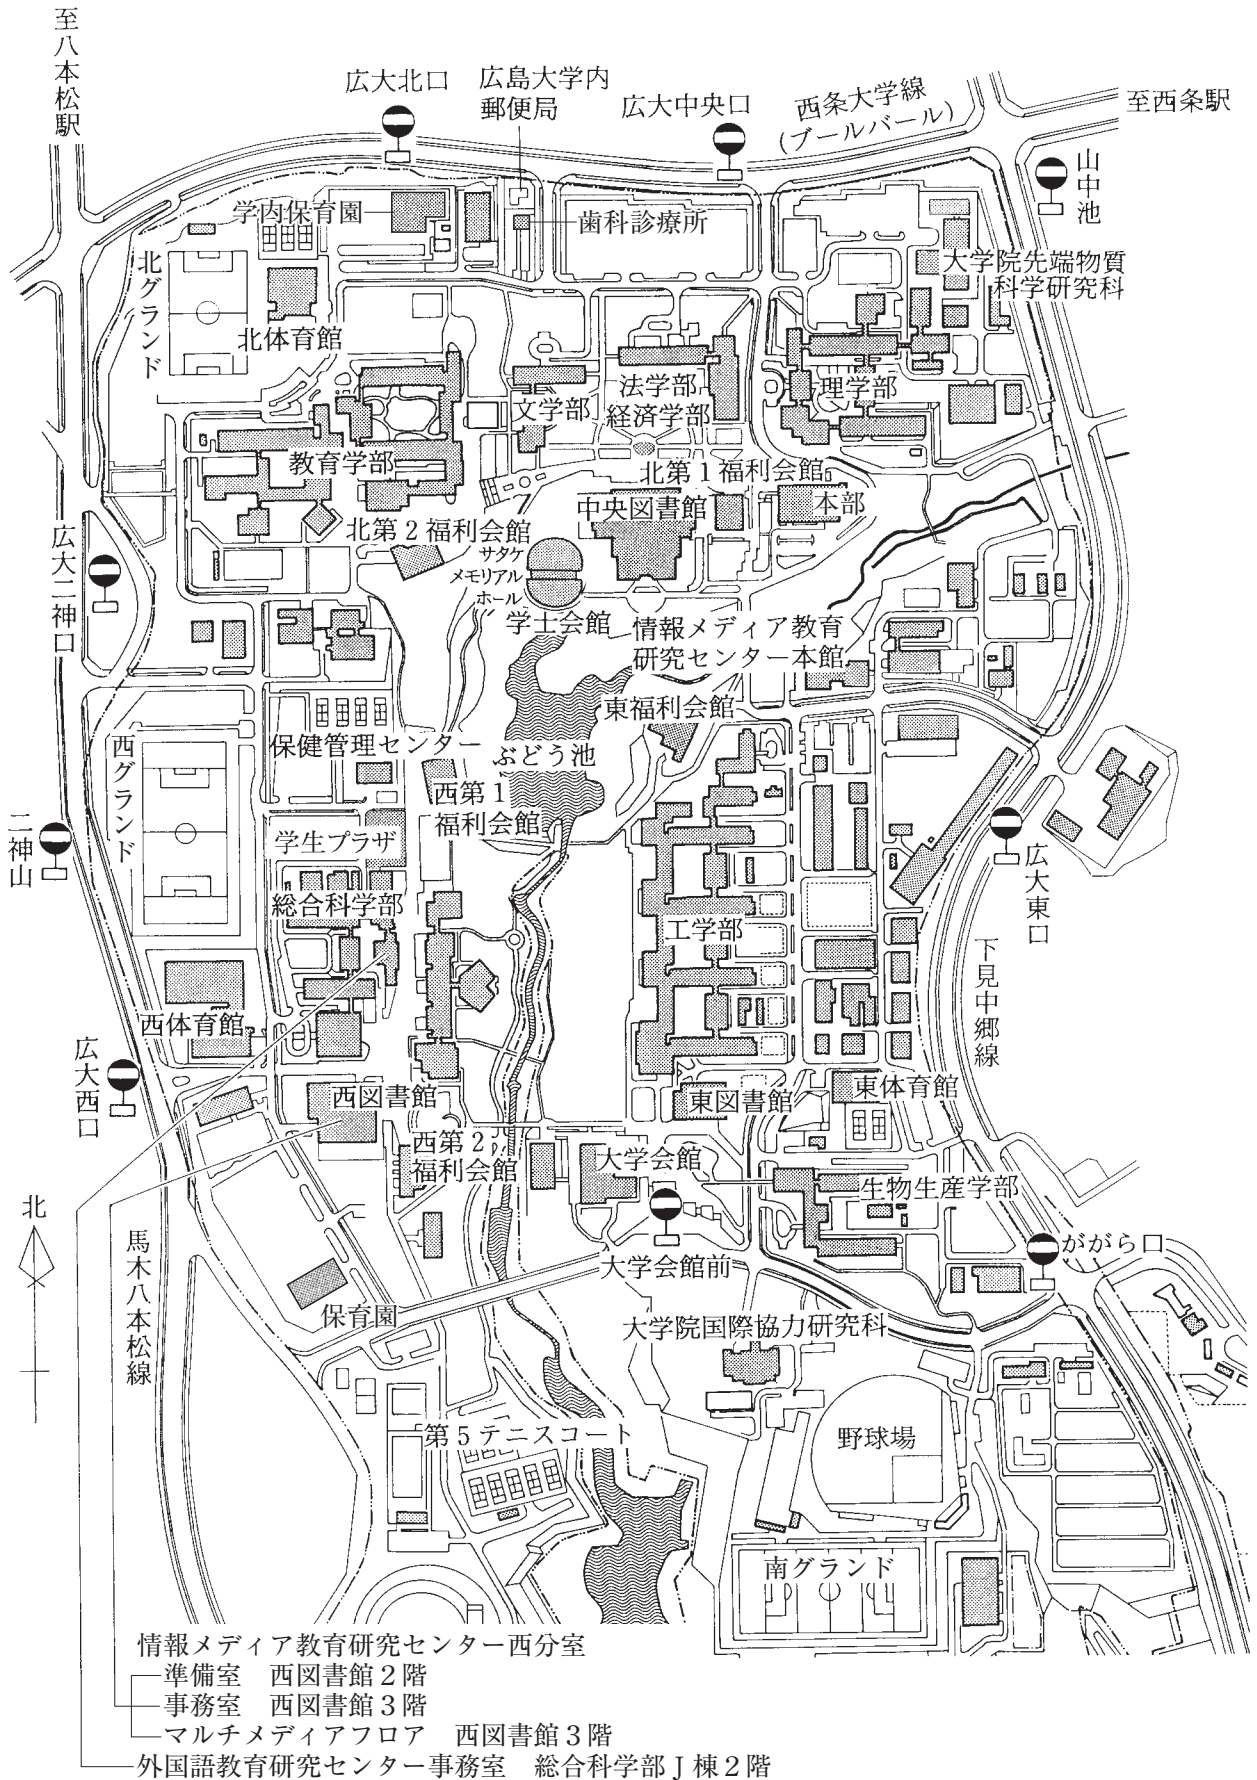 至八本松駅
広大北口
広島大学内
郵便局
広大中央口
西条大学線
(ブールバール)
至西条駅
山中池
学内保育園
歯科診療所
北グランド
大学院先端物質
科学研究科
北体育館
文学部
法学部
経済学部
理学部
教育学部
北第1福利会館
中央図書館
本部
北第2福利会館
広大二神口
サタケ
メモリアル
ホール
学士会館
情報メディア教育
研究センター本館
東福利会館
西グランド
保健管理センター
ぶどう池
西第1
福利会館
二神山
学生プラザ
広大東口
総合科学部
工学部
下見中郷線
西体育館
広大西口
西図書館
東図書館
東体育館
西第2
福利会館
大学会館
生物生産学部
北
馬木八本松線
ががら口
大学会館前
保育園
大学院国際協力研究科
第5テニスコート
野球場
南グランド
情報メディア教育研究センター西分室
準備室 西図書館2階
事務室 西図書館3階
マルチメディアフロア 西図書館3階
外国語教育研究センター事務室 総合科学部J棟2階